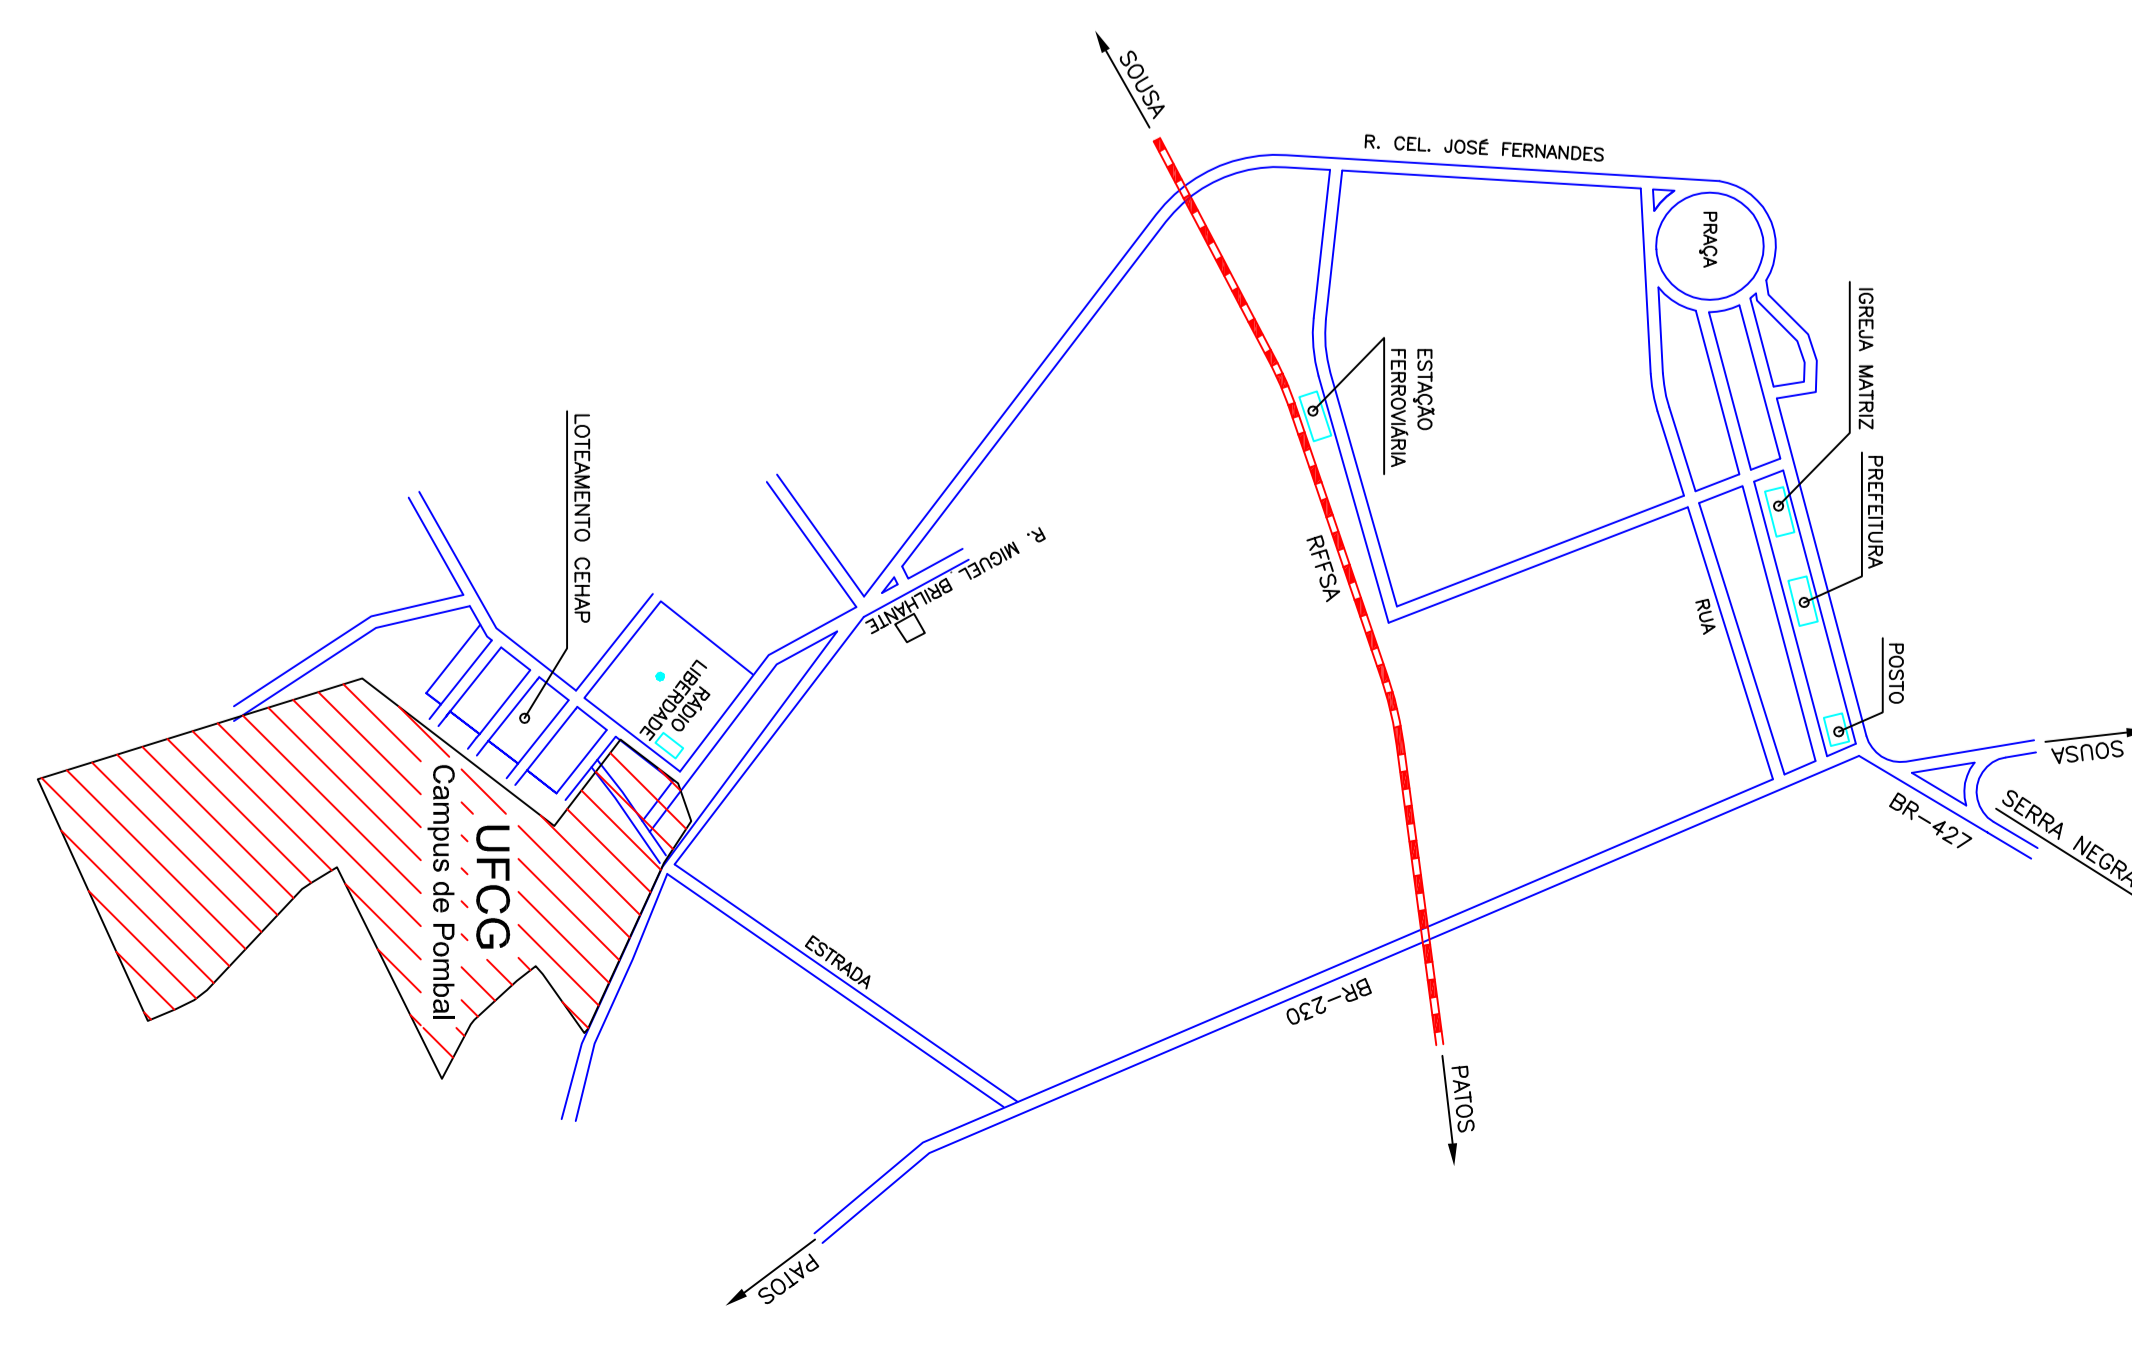 SOUSA
R. CEL. JOSÉ FERNANDES
PRAÇA
IGREJA MATRIZ
ESTAÇÃO
FERROVIÁRIA
PREFEITURA
LOTEAMENTO CEHAP
R. MIGUEL BRILHANTE
RFFSA
RUA
POSTO
RÁDIO
LIBERDADE
SOUSA
BR-427
SERRA NEGRA
UFCG
Campus de Pombal
ESTRADA
BR-230
PATOS
PATOS